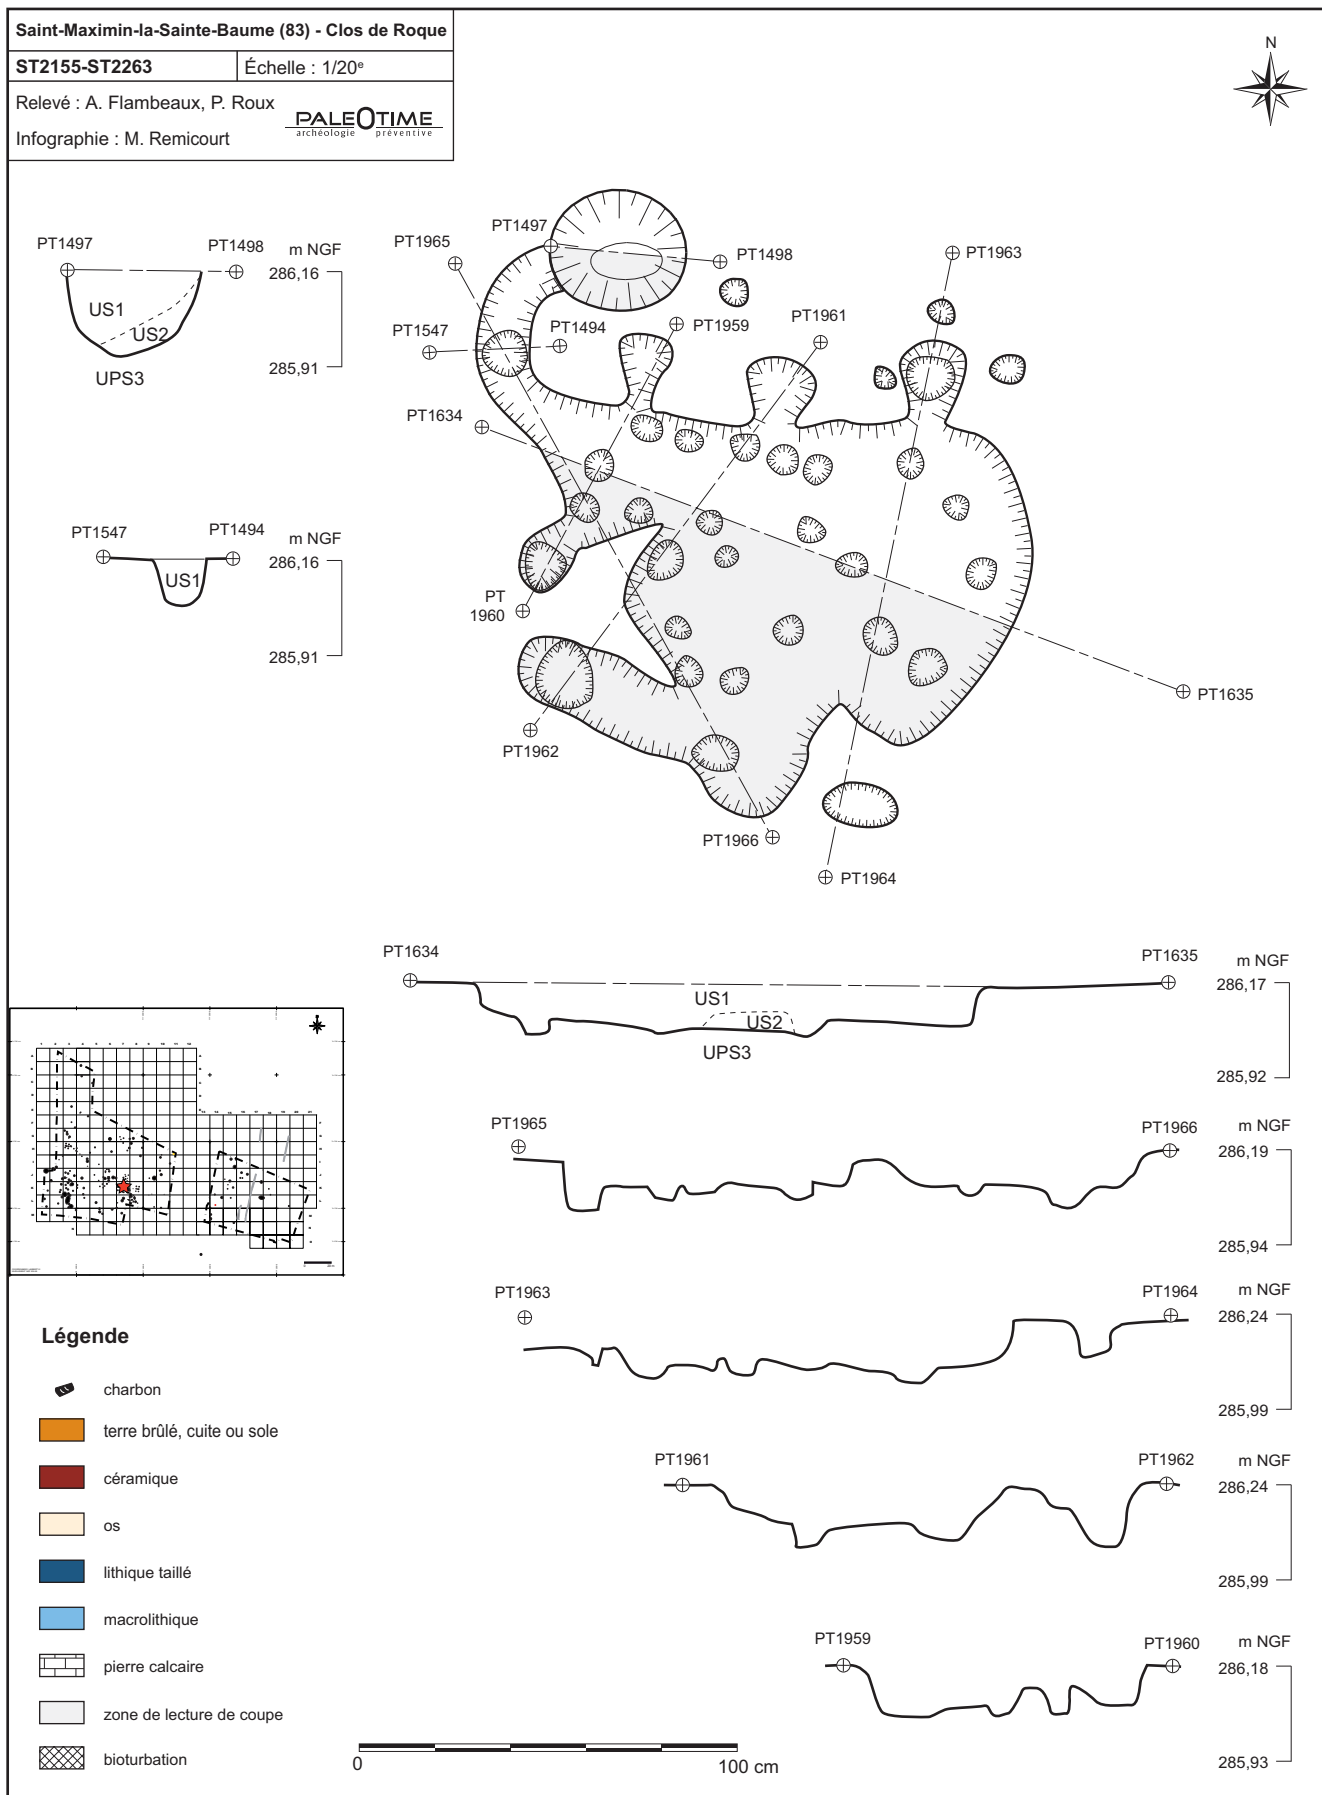 Saint-Maximin-la-Sainte-Baume (83) - Clos de Roque
ST2155-ST2263
Échelle : 1/20e
Relevé : A. Flambeaux, P. Roux
Infographie : M. Remicourt
PALEOTIME
archéologie préventive
N
PT1497
PT1498
m NGF
286,16
US1
US2
285,91
UPS3
PT1547
PT1494
m NGF
286,16
US1
285,91
PT1965
PT1497
PT1498
PT1963
PT1547
PT1494
PT1959
PT1961
PT1634
PT
1960
PT1635
PT1962
PT1966
PT1964
PT1634
PT1635
m NGF
286,17
US1
US2
UPS3
285,92
PT1965
PT1966
m NGF
286,19
285,94
PT1963
PT1964
m NGF
286,24
285,99
PT1961
PT1962
m NGF
286,24
285,99
PT1959
PT1960
m NGF
286,18
285,93
Légende
charbon
terre brûlé, cuite ou sole
céramique
os
lithique taillé
macrolithique
pierre calcaire
zone de lecture de coupe
bioturbation
0
100 cm